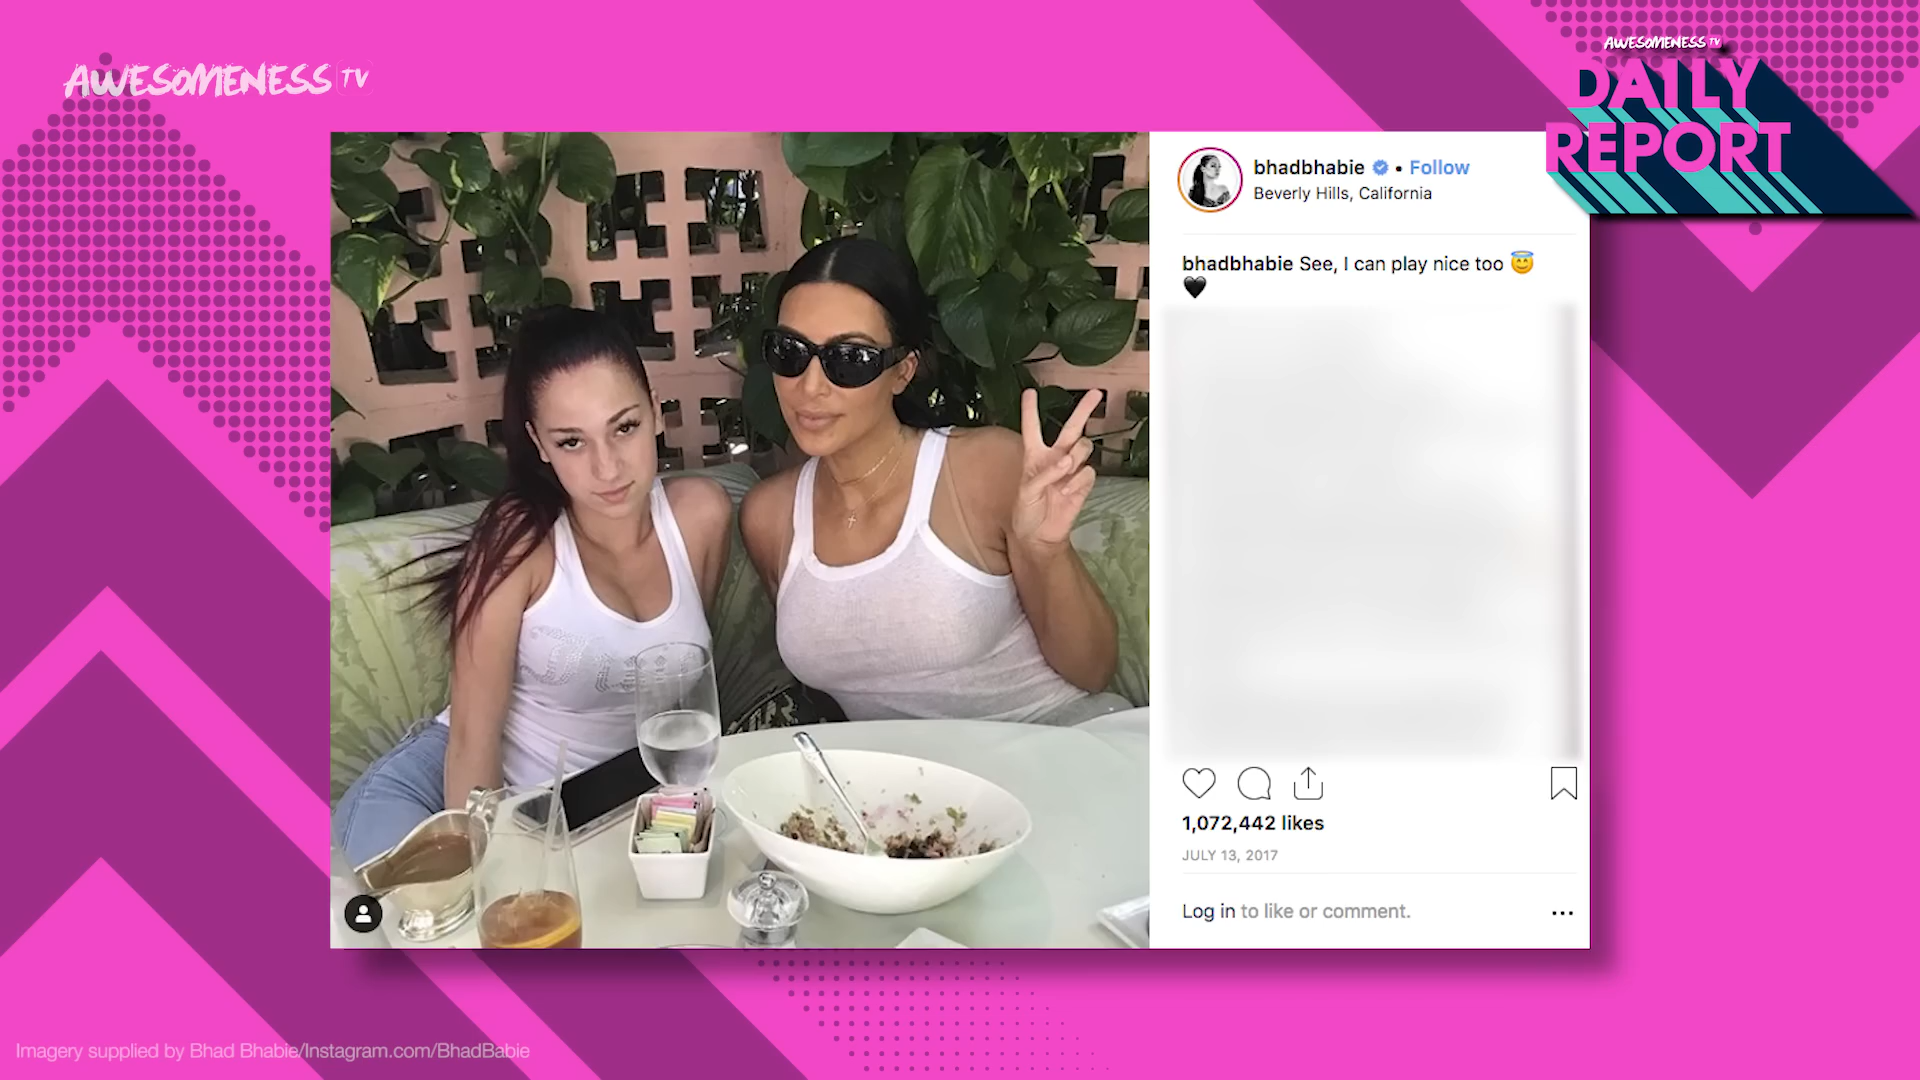 AWESOMENESS TV
AWESOMENESS TV
DAILY
REPORT
bhadbhabie • Follow
Beverly Hills, California
bhadbhabie See, I can play nice too 😇
🖤
1,072,442 likes
JULY 13, 2017
Log in to like or comment.
Imagery supplied by Bhad Bhabie/Instagram.com/BhadBabie